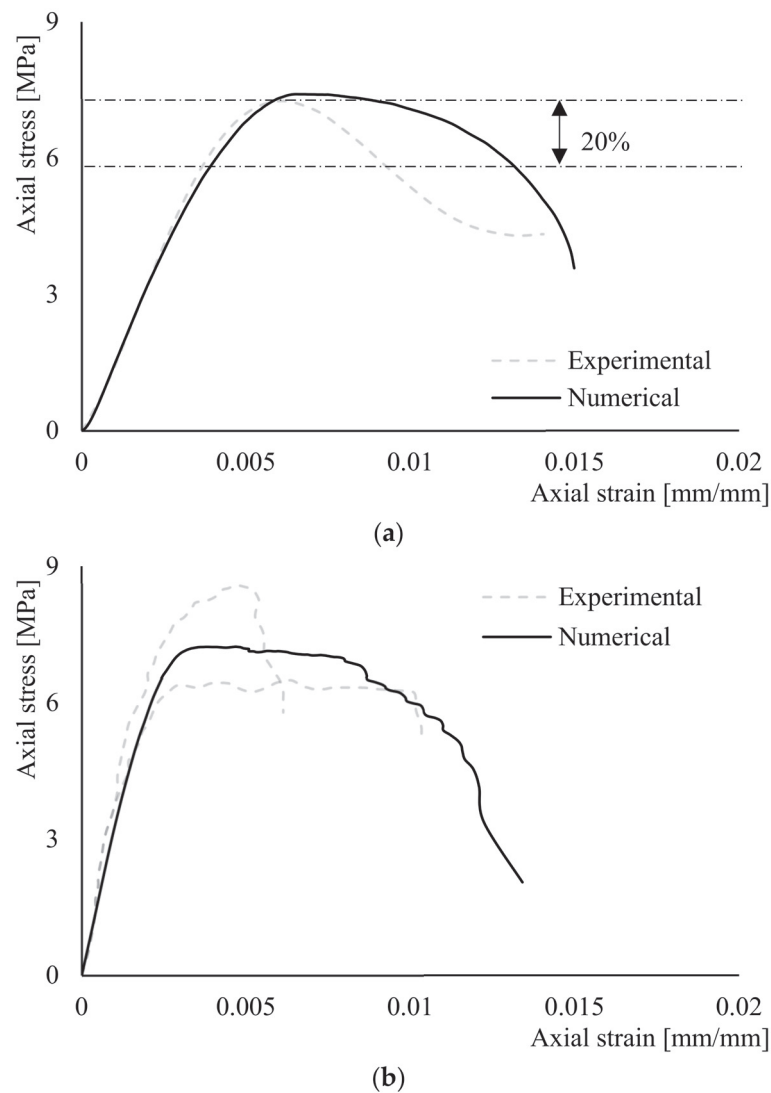 9
Axial stress [MPa]
20%
6
3
Experimental
Numerical
0
0 0.005 0.01 0.015 0.02
Axial strain [mm/mm]
(a)
9
Axial stress [MPa]
Experimental
Numerical
6
3
0
0 0.005 0.01 0.015 0.02
Axial strain [mm/mm]
(b)